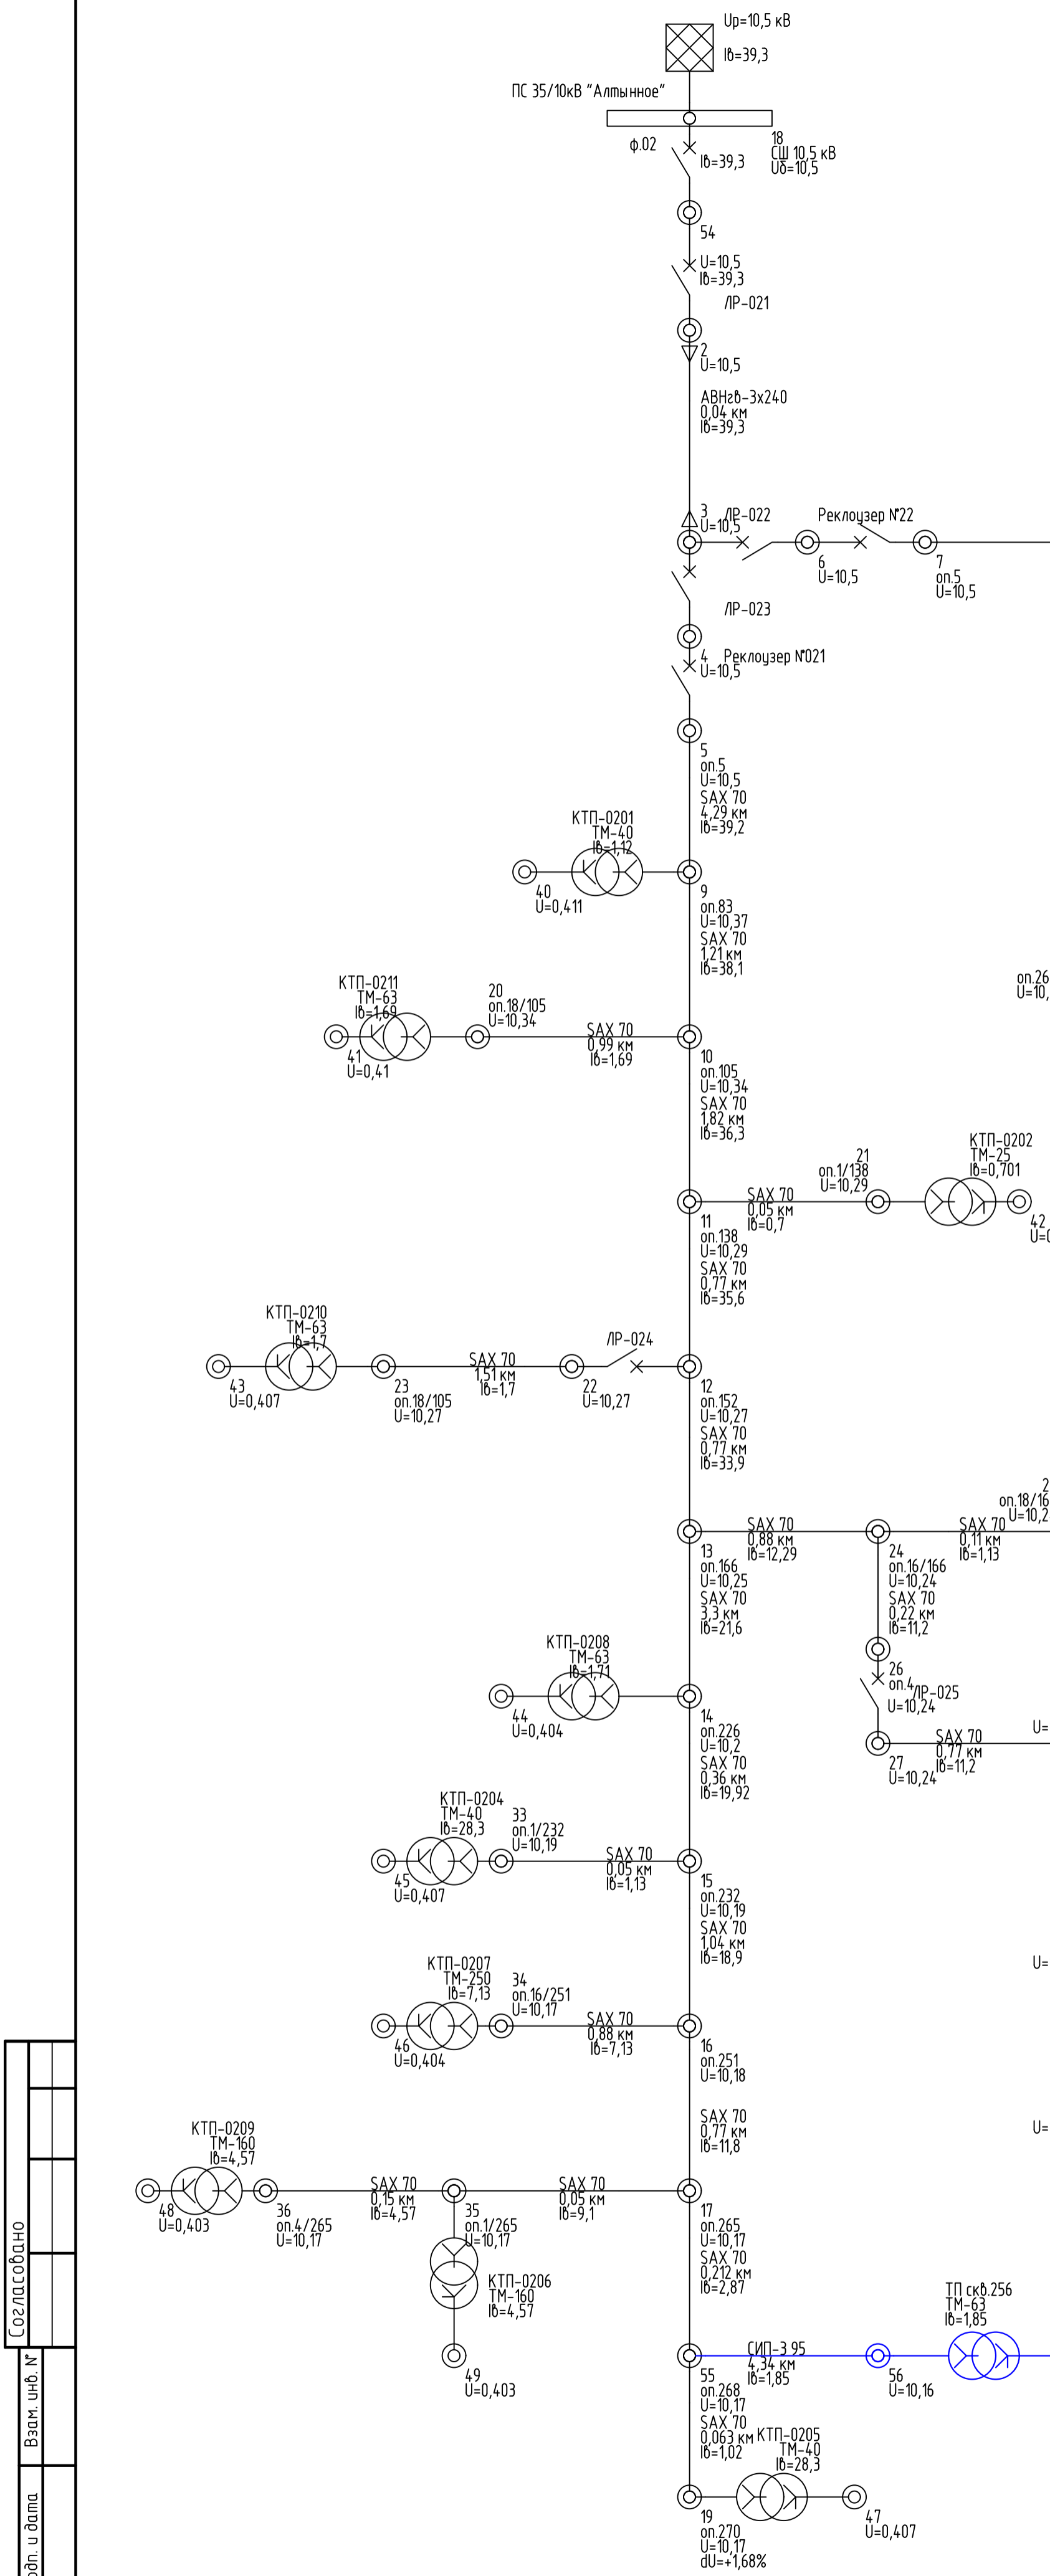 Uр=10,5 кВ
Iв=39,3
ПС 35/10кВ "Алтынное"
ф.02
18
СШ 10,5 кВ
Uб=10,5
Iв=39,3
54
U=10,5
Iв=39,3
ЛР-021
2
U=10,5
АВНгв-3х240
0,04 км
Iв=39,3
3
U=10,5
ЛР-022
Реклоузер №22
6
U=10,5
7
оп.5
U=10,5
ЛР-023
4
U=10,5
Реклоузер №021
5
оп.5
U=10,5
SAX 70
4,29 км
Iв=39,2
КТП-0201
ТМ-40
Iв=1,12
40
U=0,411
9
оп.83
U=10,37
SAX 70
1,21 км
Iв=38,1
оп.26
U=10,
КТП-0211
ТМ-63
Iв=1,69
41
U=0,41
20
оп.18/105
U=10,34
SAX 70
0,99 км
Iв=1,69
10
оп.105
U=10,34
SAX 70
1,82 км
Iв=36,3
21
оп.1/138
U=10,29
КТП-0202
ТМ-25
Iв=0,701
SAX 70
0,05 км
Iв=0,7
42
11
оп.138
U=10,29
SAX 70
0,77 км
Iв=35,6
КТП-0210
ТМ-63
Iв=1,7
43
U=0,407
23
оп.18/105
U=10,27
SAX 70
1,51 км
Iв=1,7
22
U=10,27
ЛР-024
12
оп.152
U=10,27
SAX 70
0,77 км
Iв=33,9
2
оп.18/16
U=10,2
13
оп.166
U=10,25
SAX 70
3,3 км
Iв=21,6
SAX 70
0,88 км
Iв=12,29
24
оп.16/166
U=10,24
SAX 70
0,22 км
Iв=11,2
SAX 70
0,11 км
Iв=1,13
26
оп.4
U=10,24
ЛР-025
27
U=10,24
SAX 70
0,77 км
Iв=11,2
U=
КТП-0208
ТМ-63
Iв=1,71
44
U=0,404
14
оп.226
U=10,2
SAX 70
0,36 км
Iв=19,92
КТП-0204
ТМ-40
Iв=28,3
45
U=0,407
33
оп.1/232
U=10,19
SAX 70
0,05 км
Iв=1,13
15
оп.232
U=10,19
SAX 70
1,04 км
Iв=18,9
U=
КТП-0207
ТМ-250
Iв=7,13
46
U=0,404
34
оп.16/251
U=10,17
SAX 70
0,88 км
Iв=7,13
16
оп.251
U=10,18
SAX 70
0,77 км
Iв=11,8
U=
КТП-0209
ТМ-160
Iв=4,57
48
U=0,403
36
оп.4/265
U=10,17
SAX 70
0,15 км
Iв=4,57
35
оп.1/265
U=10,17
SAX 70
0,05 км
Iв=9,1
КТП-0206
ТМ-160
Iв=4,57
49
U=0,403
17
оп.265
U=10,17
SAX 70
0,212 км
Iв=2,87
СИП-3 95
4,34 км
Iв=1,85
56
U=10,16
ТП скв.256
ТМ-63
Iв=1,85
55
оп.268
U=10,17
SAX 70
0,063 км
Iв=1,02
КТП-0205
ТМ-40
Iв=28,3
47
U=0,407
19
оп.270
U=10,17
dU=+1,68%
Согласовано
Взам. инв. №
одп. и дата